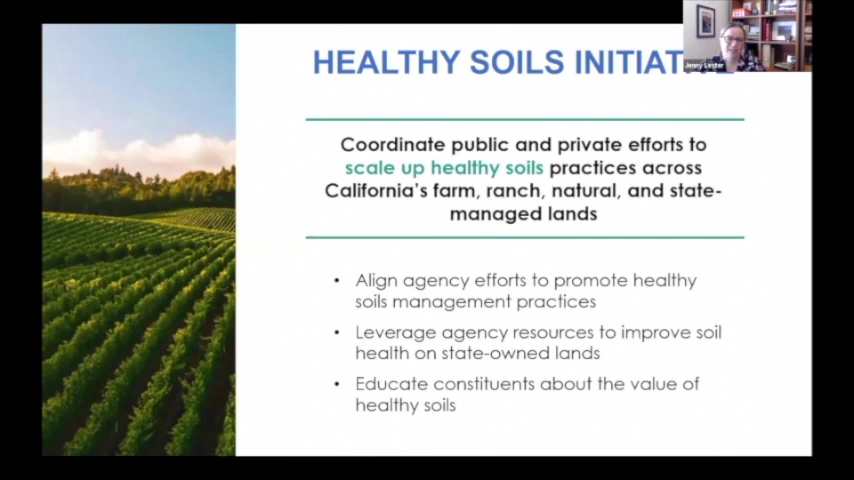 HEALTHY SOILS INITIAT
Jenny Lester
Coordinate public and private efforts to
scale up healthy soils practices across
California's farm, ranch, natural, and state-
managed lands
• Align agency efforts to promote healthy
soils management practices
• Leverage agency resources to improve soil
health on state-owned lands
• Educate constituents about the value of
healthy soils